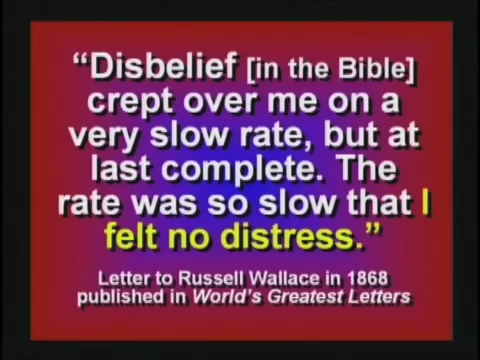 “Disbelief [in the Bible]
crept over me on a
very slow rate, but at
last complete. The
rate was so slow that I
felt no distress.”
Letter to Russell Wallace in 1868
published in World's Greatest Letters